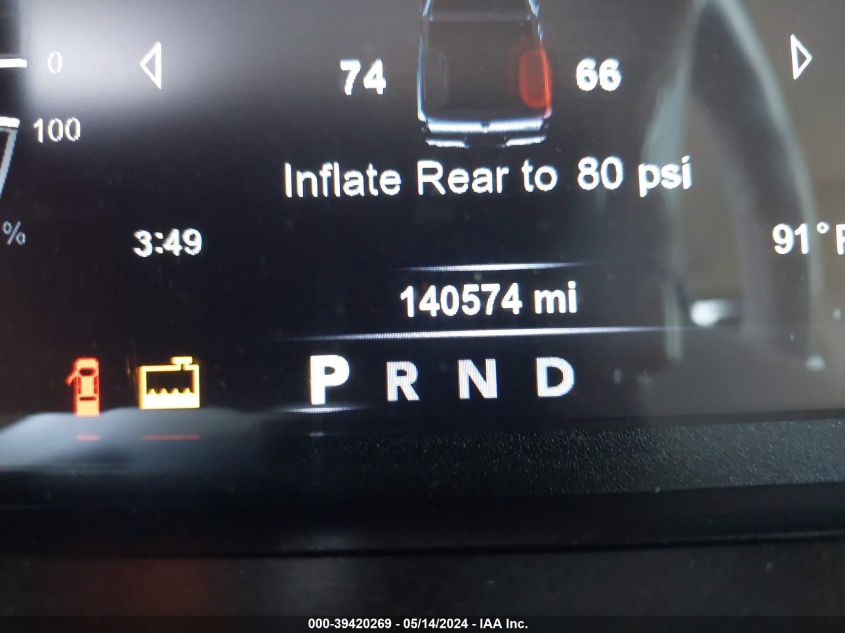 0
74 66
100
Inflate Rear to 80 psi
%
3:49
91°F
140574 mi
P R N D
000-39420269 - 05/14/2024 - IAA Inc.